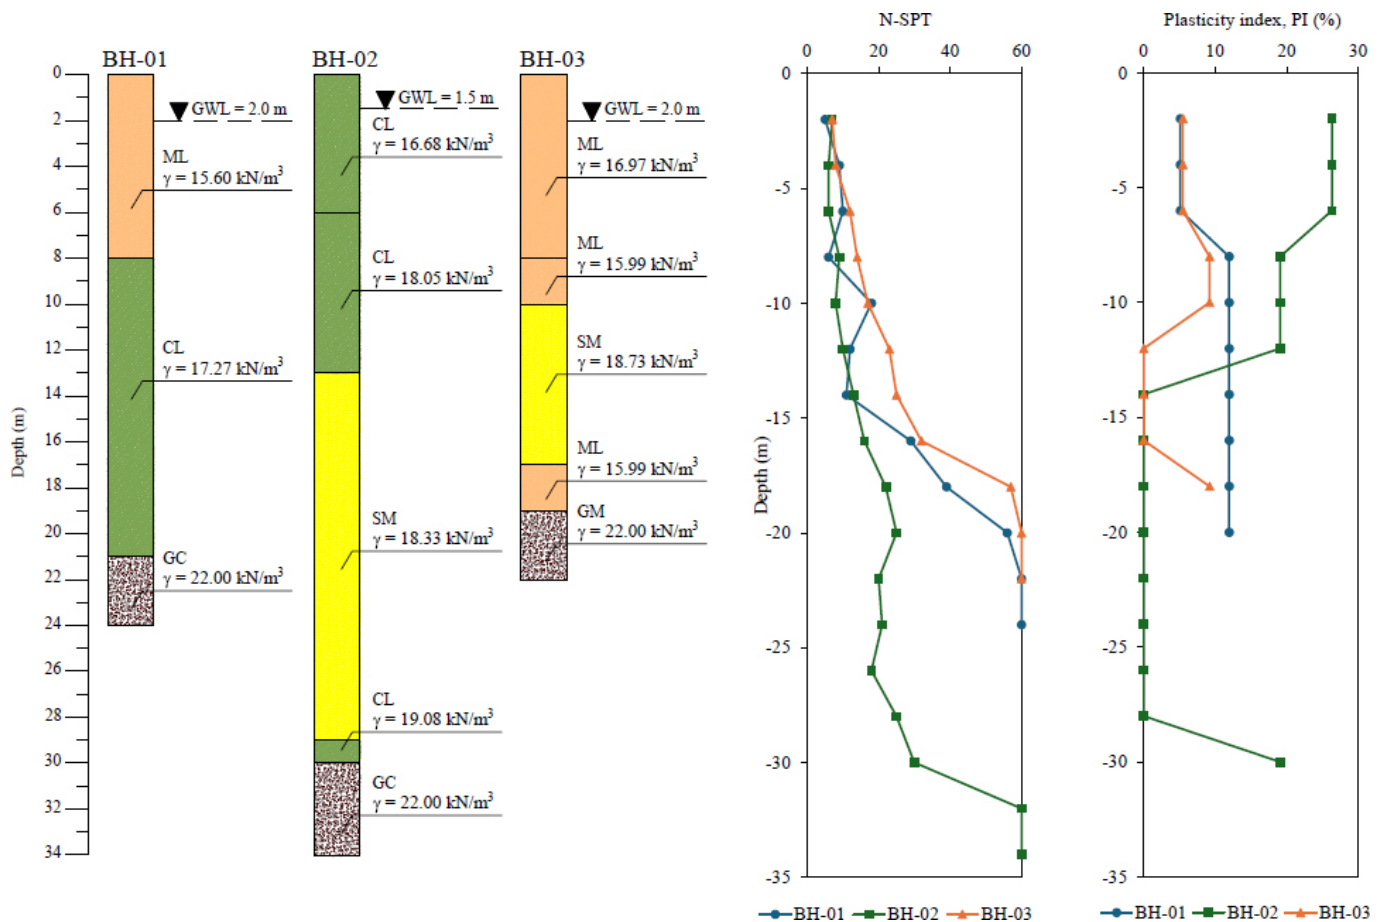 BH-01
BH-02
BH-03
Depth (m)
0
2
4
6
8
10
12
14
16
18
20
22
24
26
28
30
32
34
GWL = 2.0 m
ML
γ = 15.60 kN/m³
CL
γ = 17.27 kN/m³
GC
γ = 22.00 kN/m³
GWL = 1.5 m
CL
γ = 16.68 kN/m³
CL
γ = 18.05 kN/m³
SM
γ = 18.33 kN/m³
CL
γ = 19.08 kN/m³
GC
γ = 22.00 kN/m³
GWL = 2.0 m
ML
γ = 16.97 kN/m³
ML
γ = 15.99 kN/m³
SM
γ = 18.73 kN/m³
ML
γ = 15.99 kN/m³
GM
γ = 22.00 kN/m³
N-SPT
0 20 40 60
Depth (m)
0
-5
-10
-15
-20
-25
-30
-35
BH-01 BH-02 BH-03
Plasticity index, PI (%)
0 10 20 30
Depth (m)
0
-5
-10
-15
-20
-25
-30
-35
BH-01 BH-02 BH-03